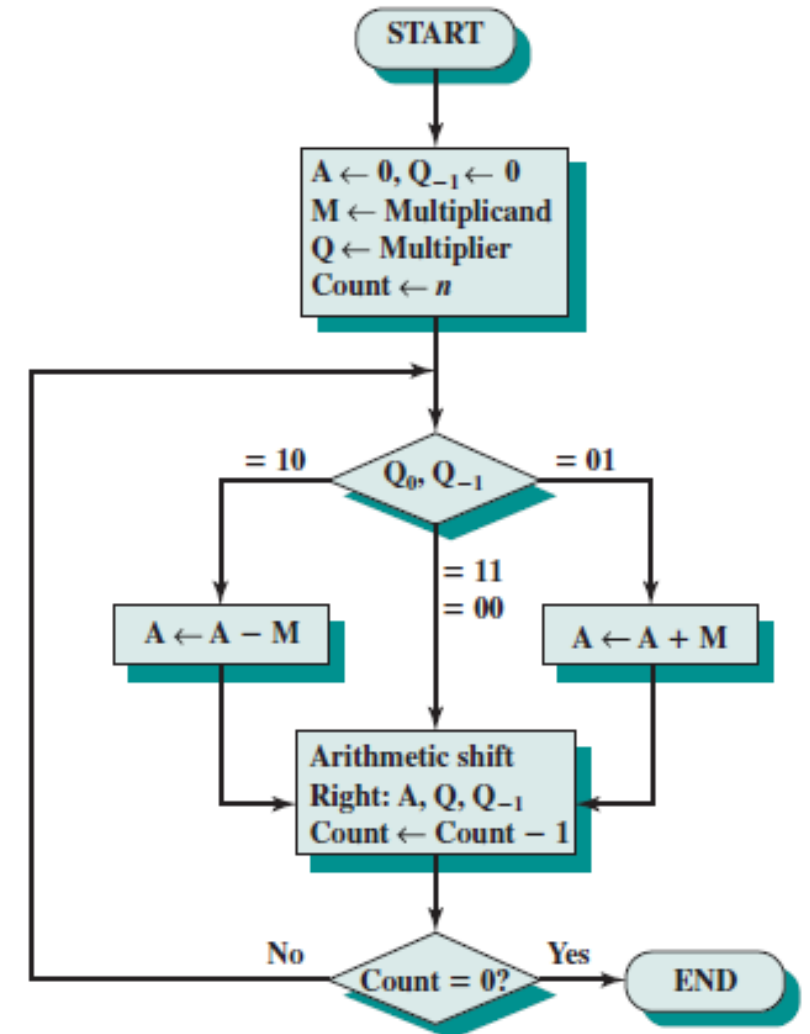 START
A ← 0, Q₋₁ ← 0
M ← Multiplicand
Q ← Multiplier
Count ← n
= 10
Q₀, Q₋₁
= 01
= 11
= 00
A ← A − M
A ← A + M
Arithmetic shift
Right: A, Q, Q₋₁
Count ← Count − 1
No
Count = 0?
Yes
END